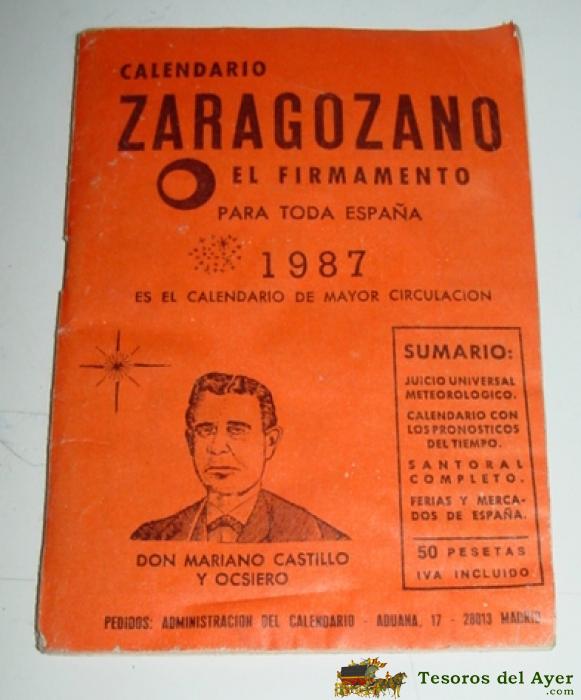 CALENDARIO
ZARAGOZANO
EL FIRMAMENTO
PARA TODA ESPAÑA
1987
ES EL CALENDARIO DE MAYOR CIRCULACION
SUMARIO:
JUICIO UNIVERSAL
METEOROLOGICO.
CALENDARIO CON
LOS PRONOSTICOS
DEL TIEMPO.
SANTORAL
COMPLETO.
FERIAS Y MERCA-
DOS DE ESPAÑA.
50 PESETAS
IVA INCLUIDO
DON MARIANO CASTILLO
Y OCSIERO
PEDIDOS: ADMINISTRACION DEL CALENDARIO - ADUANA, 17 - 28013 MADRID
Tesoros del Ayer
.com